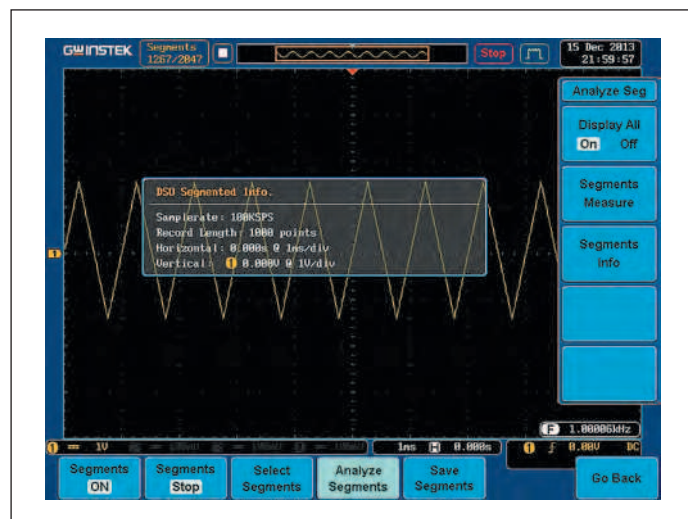 GWINSTEK
Segments
1267/2047
Stop
15 Dec 2013
21:59:57
Analyze Seg
Display All
On Off
Segments
Measure
Segments
Info
DSO Segmented Info.
Samplerate: 100KSPS
Record Length: 1000 points
Horizontal: 0.000s @ 1ms/div
Vertical: 1 0.000V @ 1V/div
1
F 1.00006kHz
1 1V
1ms H 0.000s
1 0.00V DC
Segments
ON
Segments
Stop
Select
Segments
Analyze
Segments
Save
Segments
Go Back